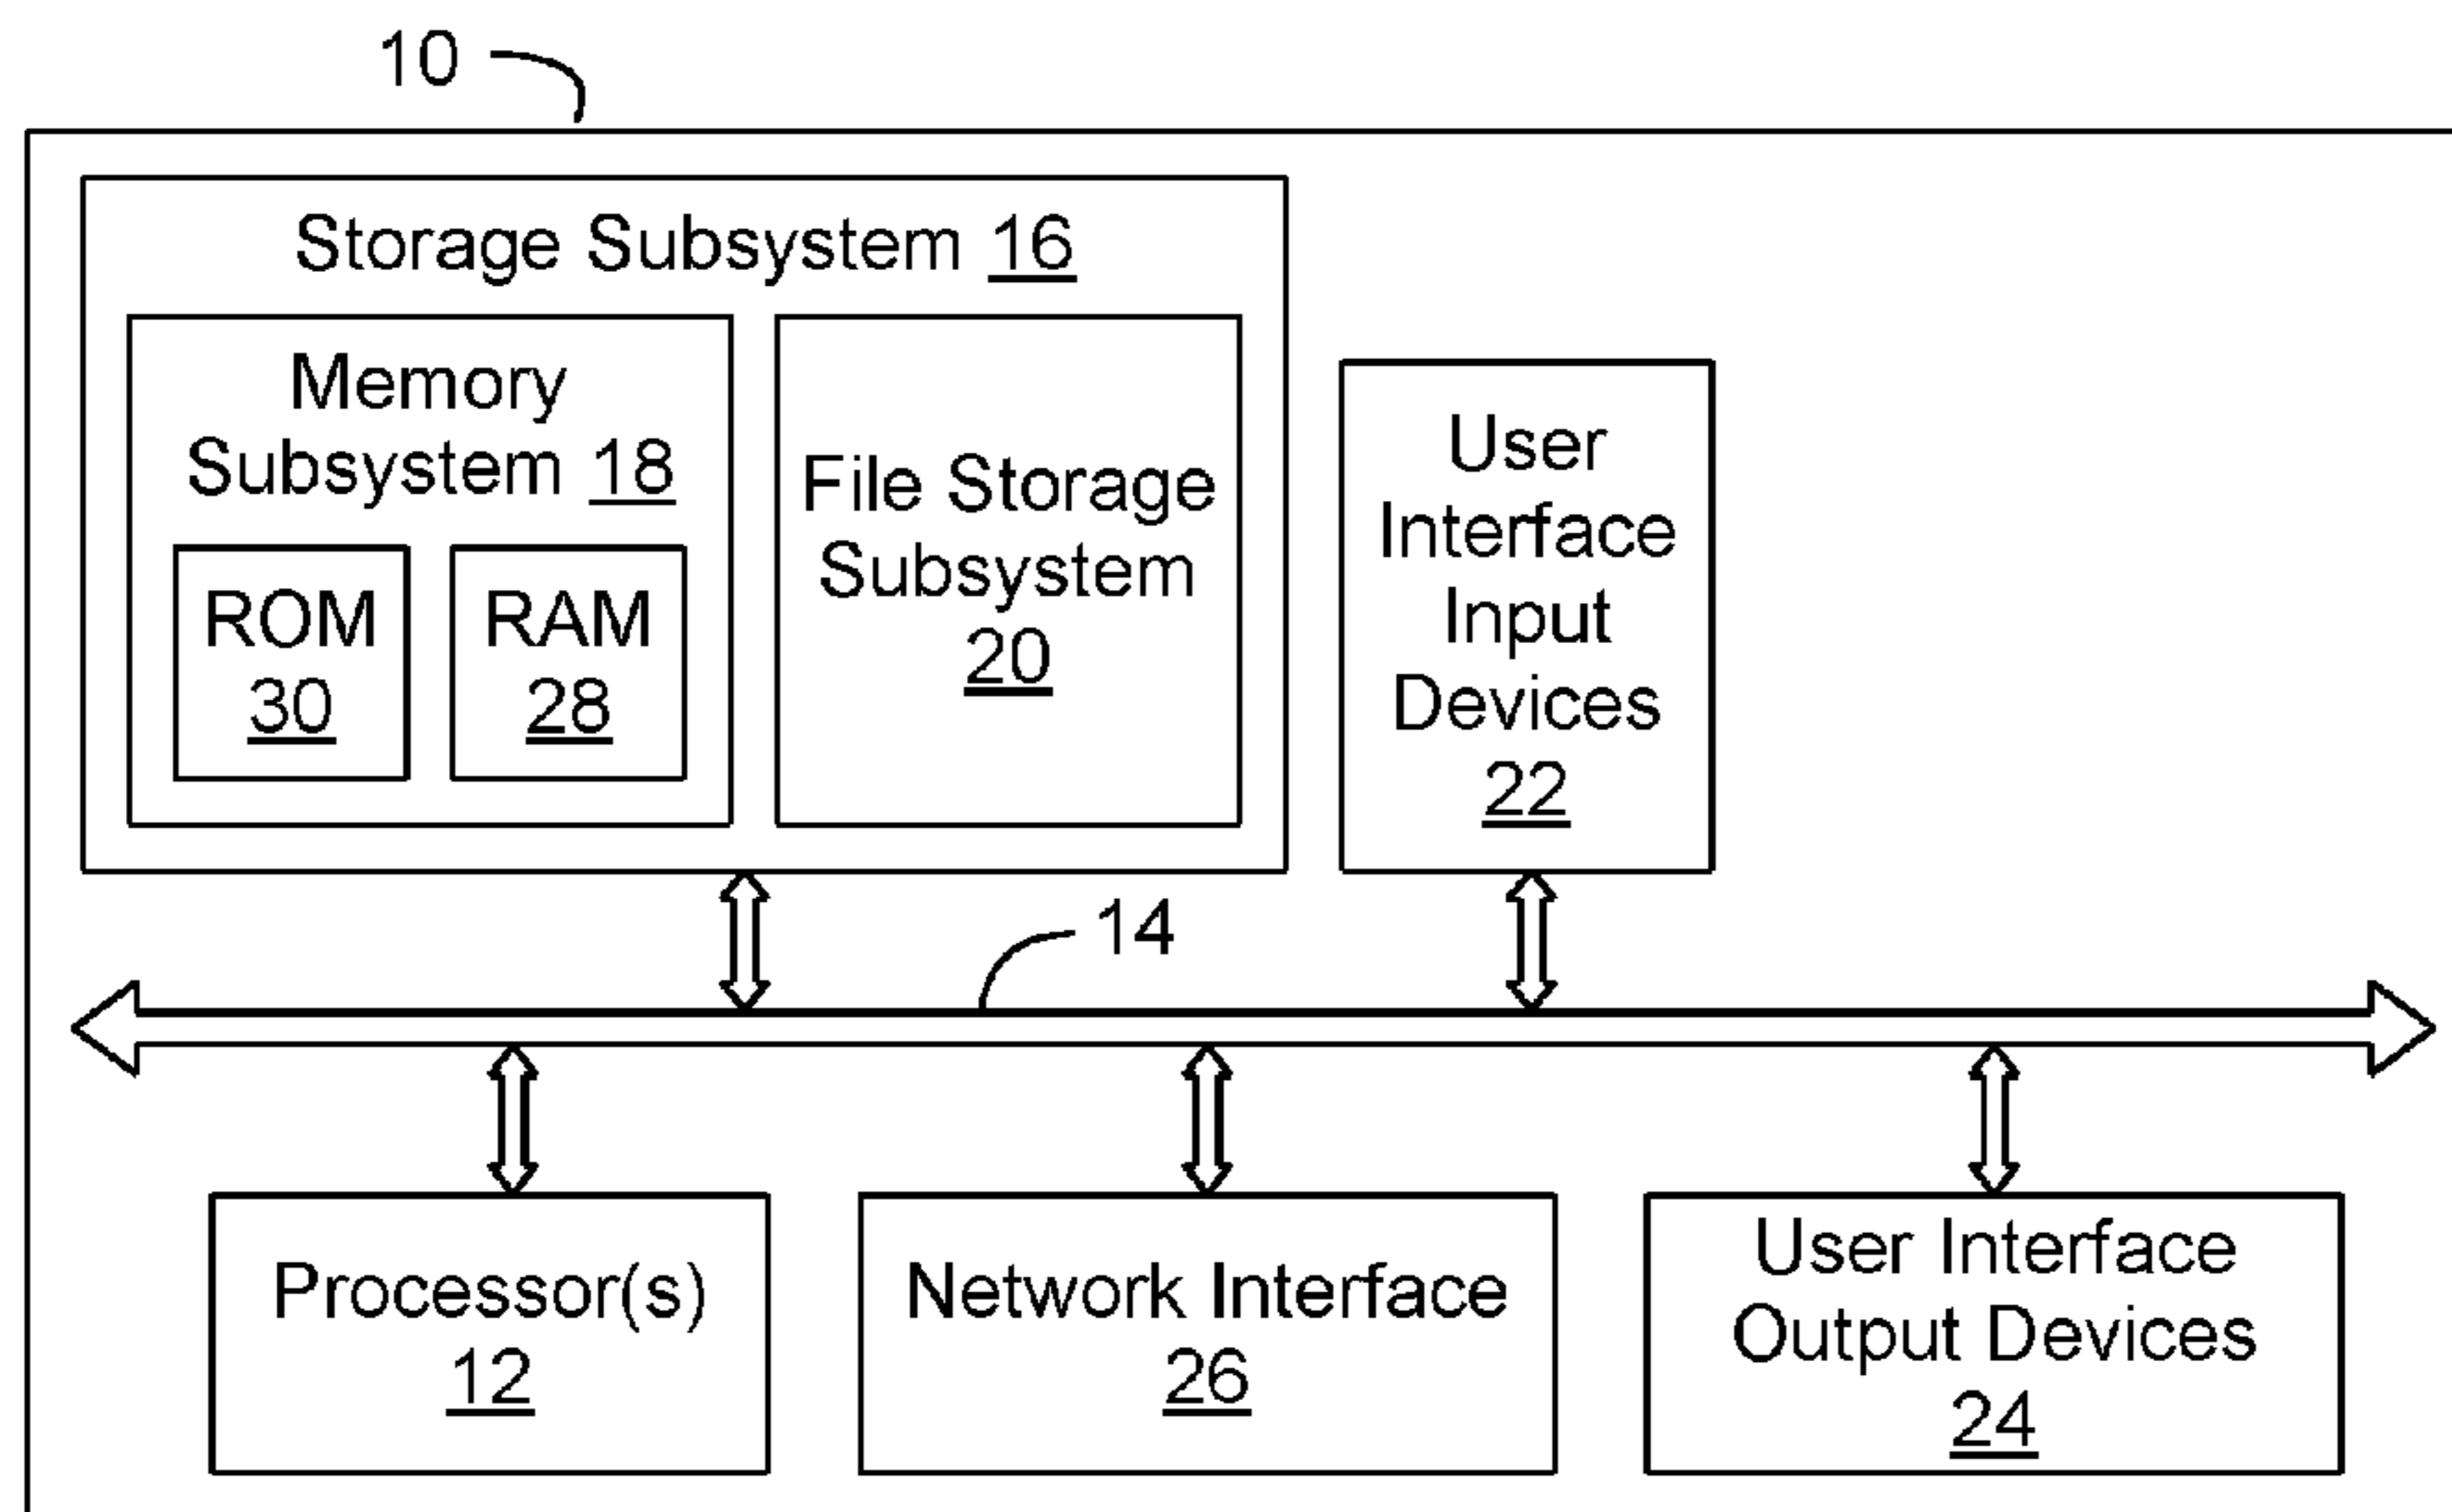 10
Storage Subsystem 16
Memory
Subsystem 18
ROM
30
RAM
28
File Storage
Subsystem
20
User
Interface
Input
Devices
22
14
Processor(s)
12
Network Interface
26
User Interface
Output Devices
24